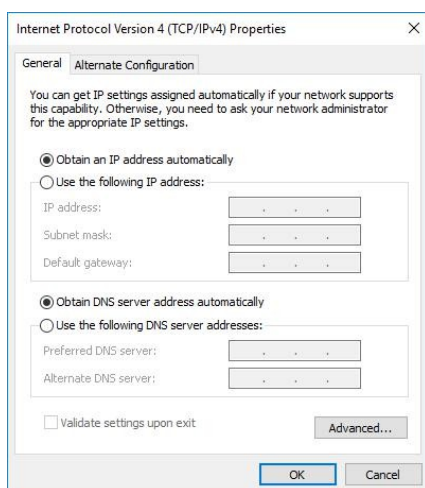 Internet Protocol Version 4 (TCP/IPv4) Properties
General
Alternate Configuration
You can get IP settings assigned automatically if your network supports
this capability. Otherwise, you need to ask your network administrator
for the appropriate IP settings.
Obtain an IP address automatically
Use the following IP address:
IP address:
Subnet mask:
Default gateway:
Obtain DNS server address automatically
Use the following DNS server addresses:
Preferred DNS server:
Alternate DNS server:
Validate settings upon exit
Advanced...
OK
Cancel